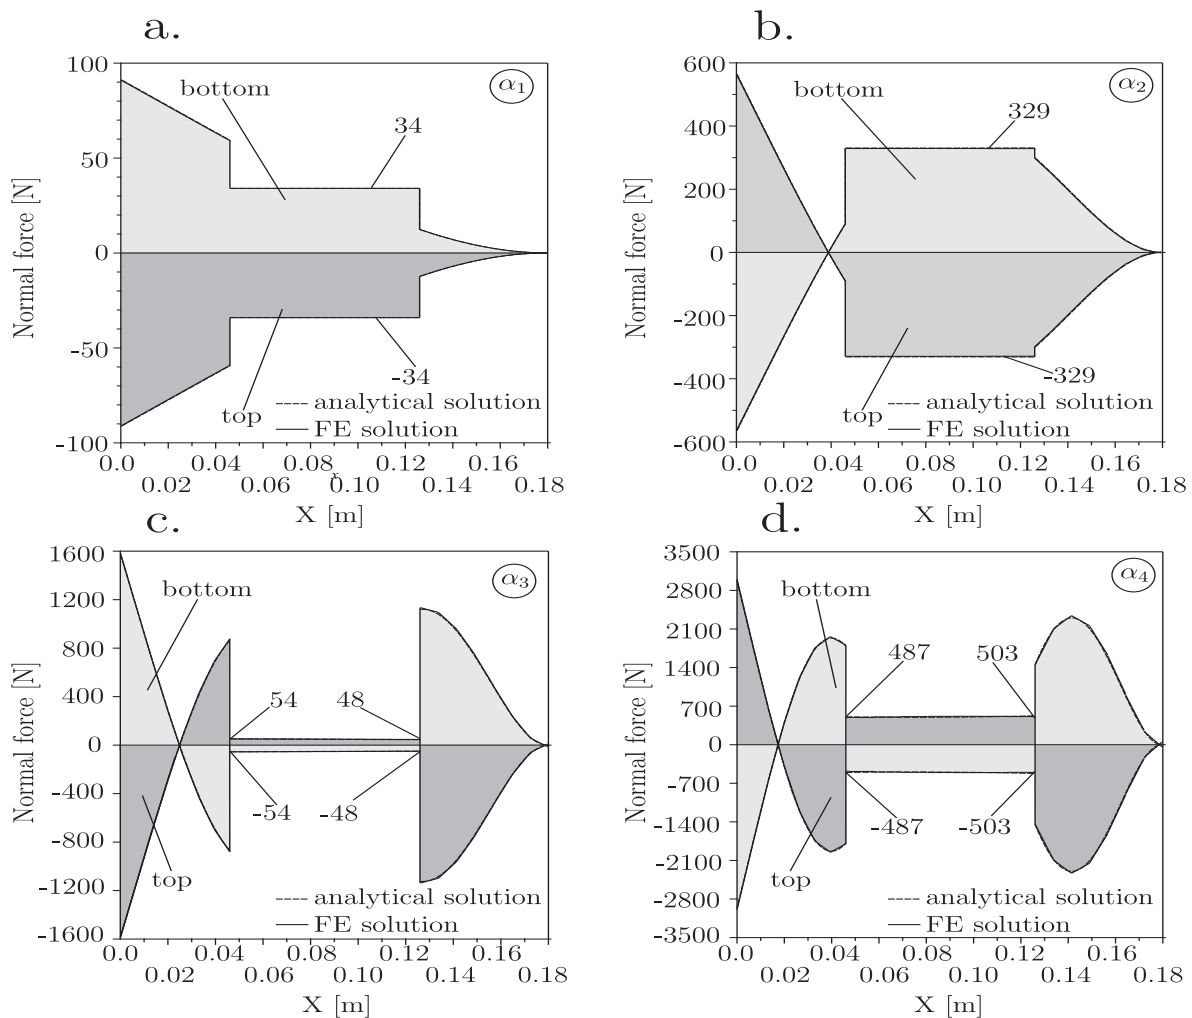 a.
100
50
0
-50
-100
Normal force [N]
bottom
α1
34
-34
top
analytical solution
FE solution
0.0 0.04 0.08 0.12 0.16
0.02 0.06 0.10 0.14 0.18
X [m]
b.
600
400
200
0
-200
-400
-600
Normal force [N]
bottom
α2
329
-329
top
analytical solution
FE solution
0.0 0.04 0.08 0.12 0.16
0.02 0.06 0.10 0.14 0.18
X [m]
c.
1600
1200
800
400
0
-400
-800
-1200
-1600
Normal force [N]
bottom
α3
54 48
-54 -48
top
analytical solution
FE solution
0.0 0.04 0.08 0.12 0.16
0.02 0.06 0.10 0.14 0.18
X [m]
d.
3500
2800
2100
1400
700
0
-700
-1400
-2100
-2800
-3500
Normal force [N]
bottom
α4
487 503
-487 -503
top
analytical solution
FE solution
0.0 0.04 0.08 0.12 0.16
0.02 0.06 0.10 0.14 0.18
X [m]